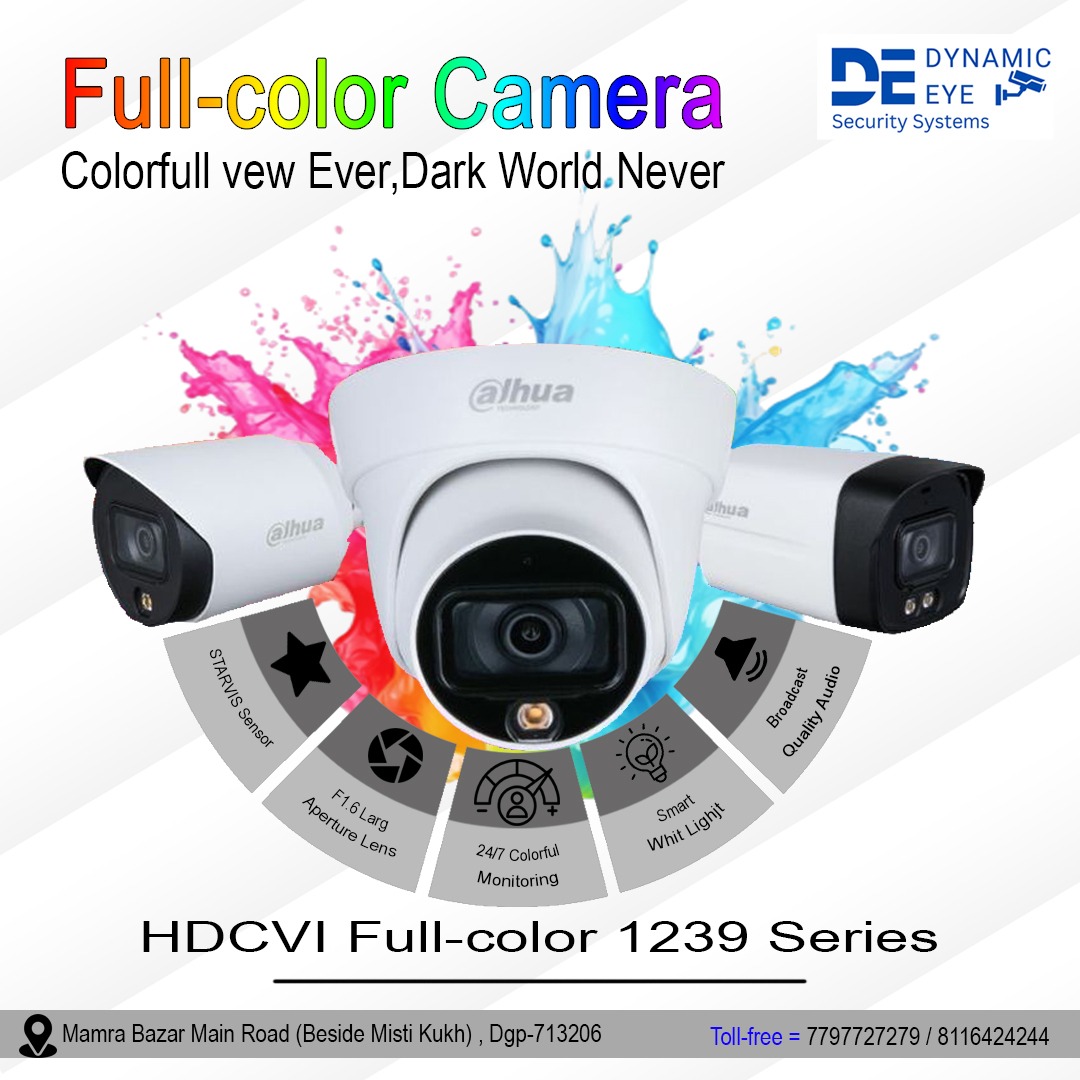 Full-color Camera
Colorfull vew Ever,Dark World Never
DE DYNAMIC
EYE
Security Systems
alhua
TECHNOLOGY
alhua
alhua
STARVIS Sensor
F1.6 Larg
Aperture Lens
24/7 Colorful
Monitoring
Smart
Whit Lighjt
Broadcast
Quality Audio
HDCVI Full-color 1239 Series
Mamra Bazar Main Road (Beside Misti Kukh) , Dgp-713206
Toll-free = 7797727279 / 8116424244